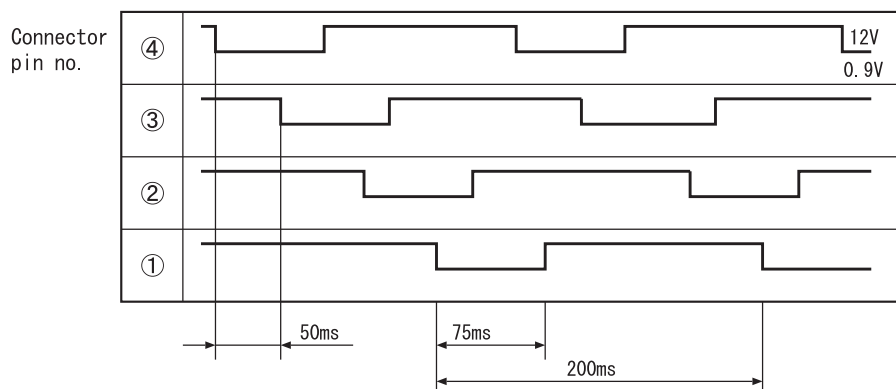 Connector
pin no.
④
12V
0.9V
③
②
①
50ms
75ms
200ms